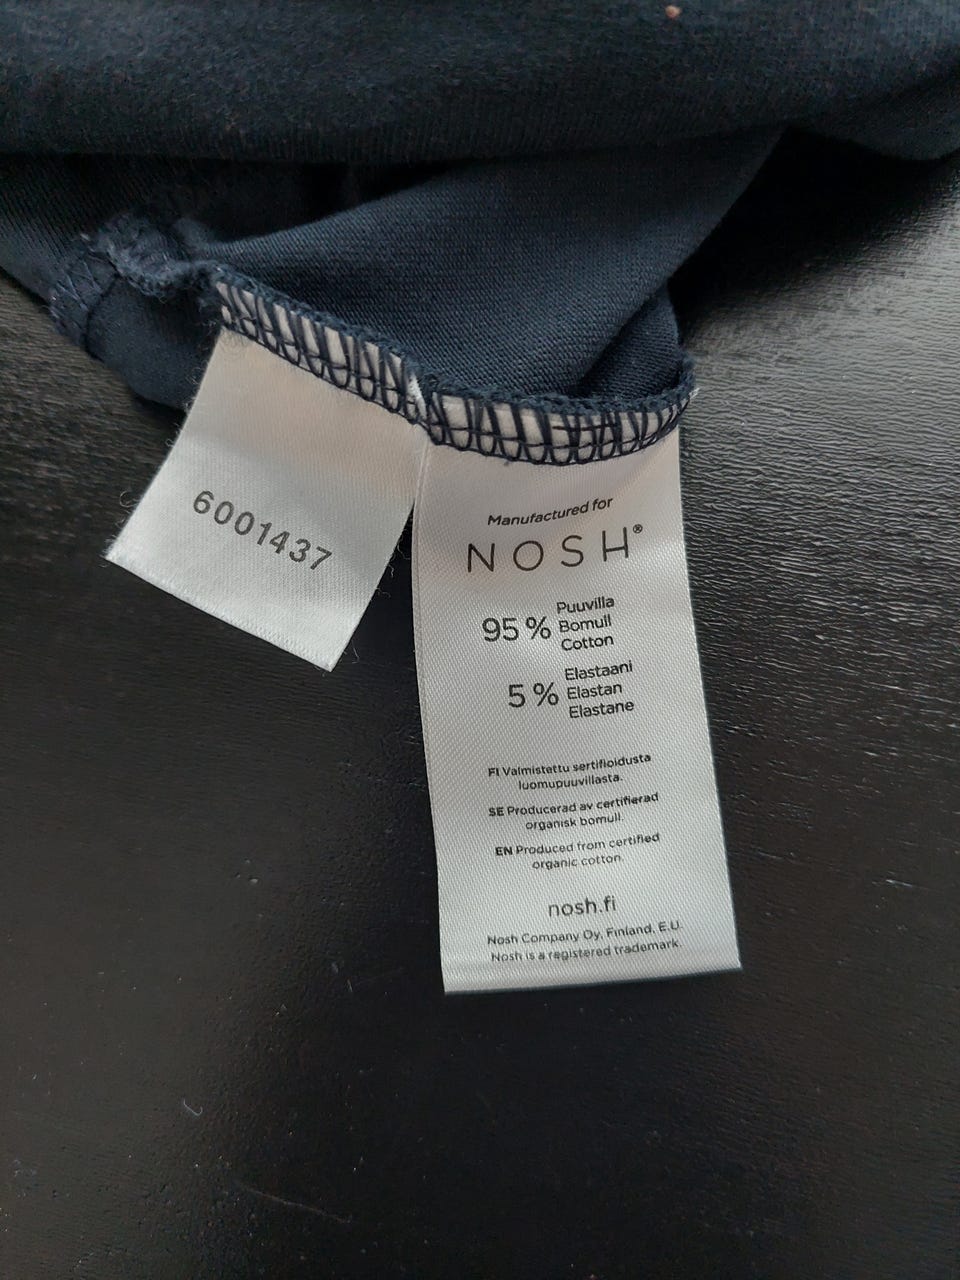 6001437
Manufactured for
NOSH®
95% Puuvilla
Bomull
Cotton
5% Elastaani
Elastan
Elastane
FI Valmistettu sertifioidusta
luomupuuvillasta.
SE Producerad av certifierad
organisk bomull.
EN Produced from certified
organic cotton.
nosh.fi
Nosh Company Oy, Finland, E.U.
Nosh is a registered trademark.